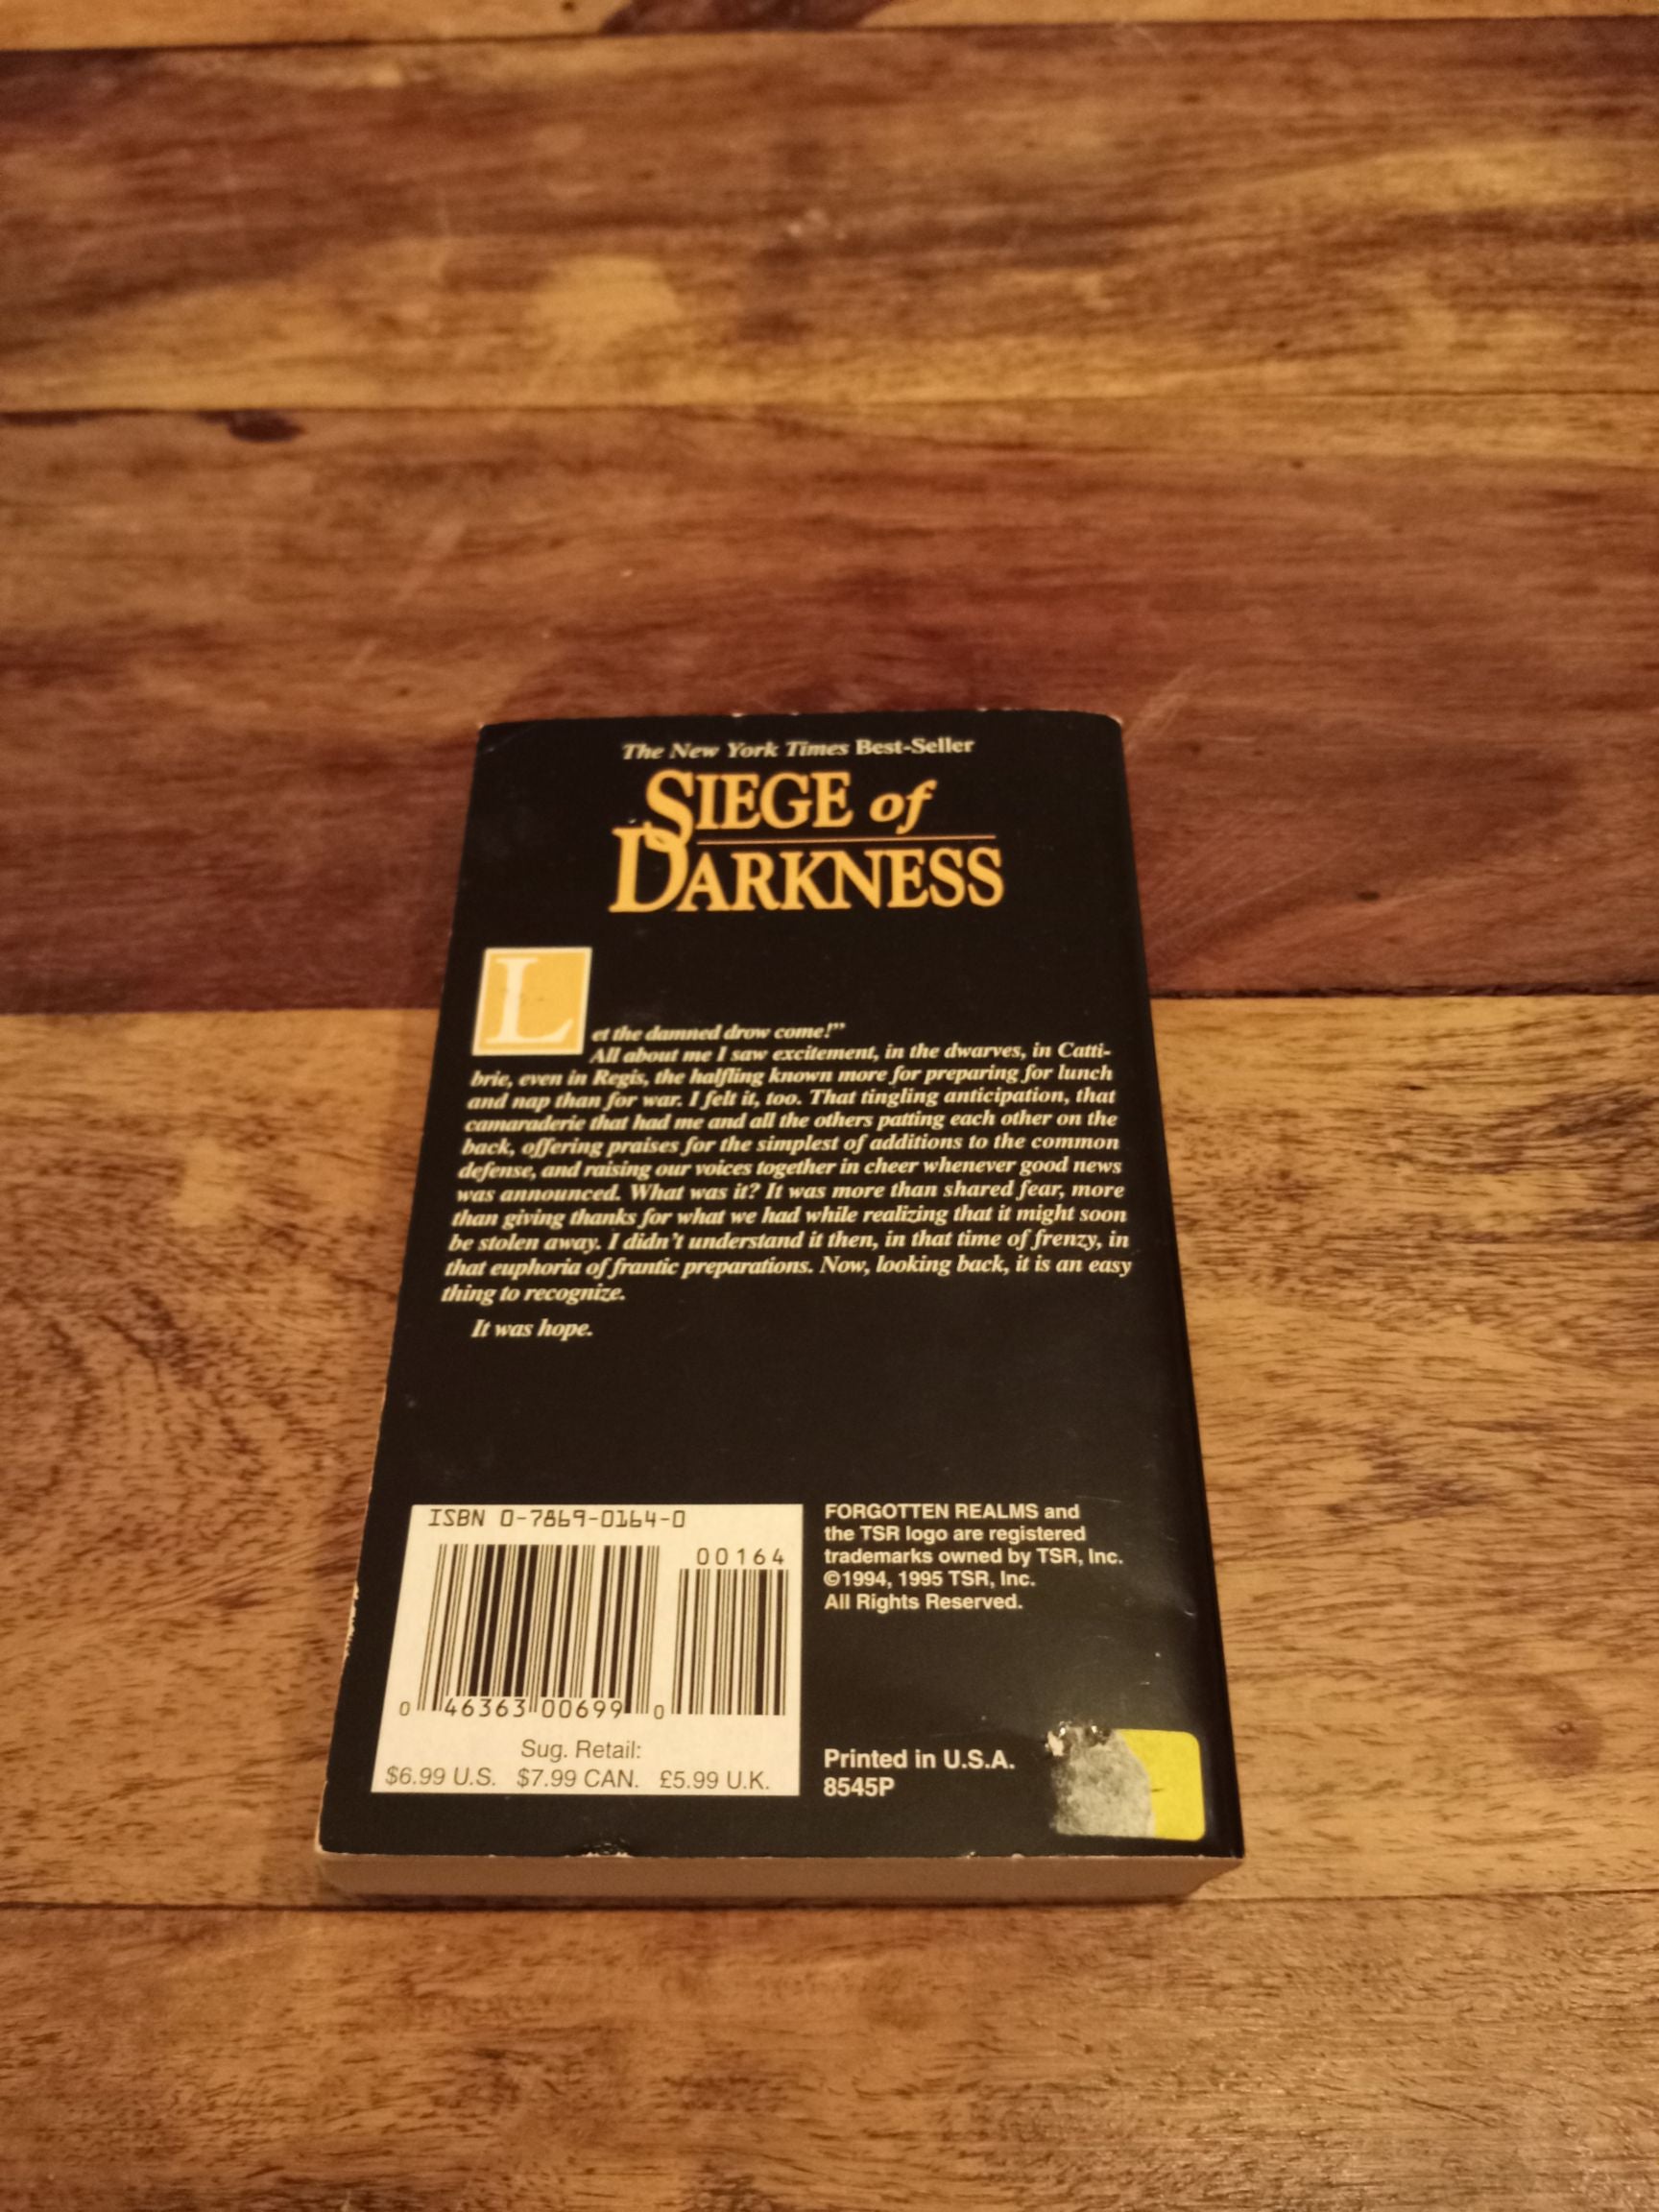 The New York Times Best-Seller
SIEGE of
DARKNESS
Let the damned drow come!”
All about me I saw excitement, in the dwarves, in Catti-
brie, even in Regis, the halfling known more for preparing for lunch
and nap than for war. I felt it, too. That tingling anticipation, that
camaraderie that had me and all the others patting each other on the
back, offering praises for the simplest of additions to the common
defense, and raising our voices together in cheer whenever good news
was announced. What was it? It was more than shared fear, more
than giving thanks for what we had while realizing that it might soon
be stolen away. I didn’t understand it then, in that time of frenzy, in
that euphoria of frantic preparations. Now, looking back, it is an easy
thing to recognize.
It was hope.
ISBN 0-7869-0164-0
00164
0 46363 00699 0
Sug. Retail:
$6.99 U.S. $7.99 CAN. £5.99 U.K.
FORGOTTEN REALMS and
the TSR logo are registered
trademarks owned by TSR, Inc.
©1994, 1995 TSR, Inc.
All Rights Reserved.
Printed in U.S.A.
8545P